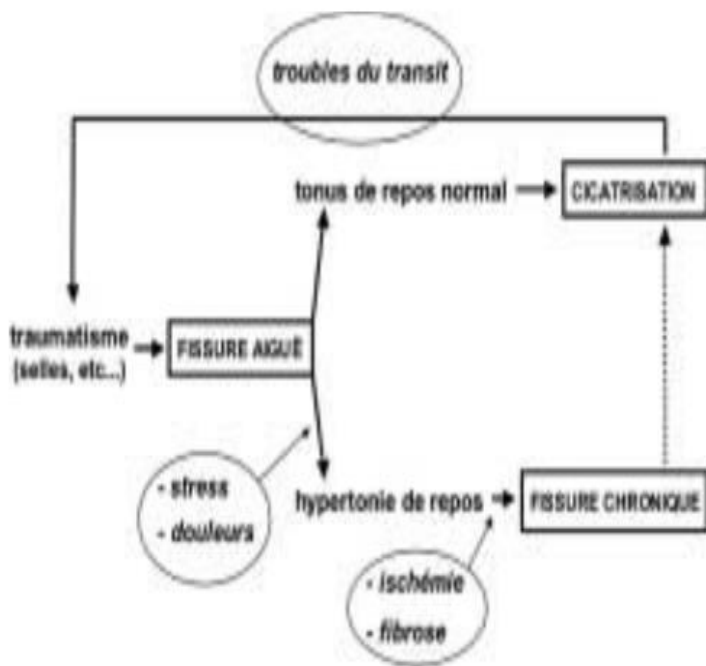 troubles du transit
tonus de repos normal
CICATRISATION
traumatisme
(selles, etc...)
FISSURE AIGUË
- stress
- douleurs
hypertonie de repos
FISSURE CHRONIQUE
- ischémie
- fibrose